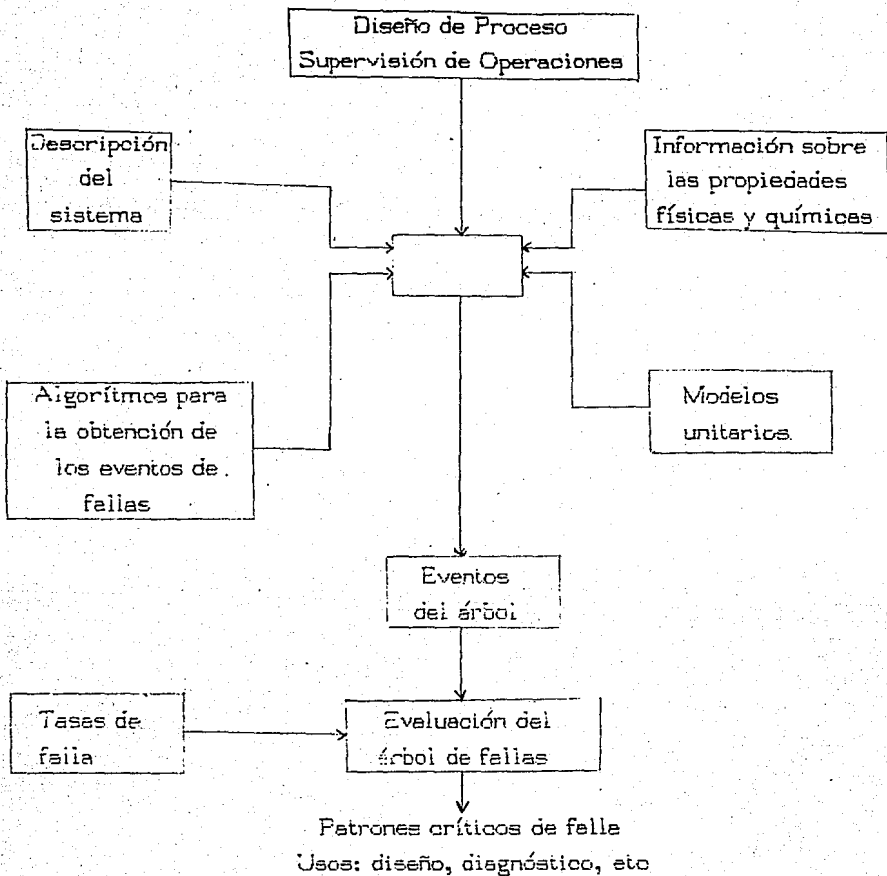 Diseño de Proceso
Supervisión de Operaciones
Descripción
del
sistema
Información sobre
las propiedades
físicas y químicas
Algorítmos para
la obtención de
los eventos de
fallas
Modelos
unitarios.
Eventos
del árbol
Tasas de
falla
Evaluación del
árbol de fallas
Patrones críticos de falla
Usos: diseño, diagnóstico, etc